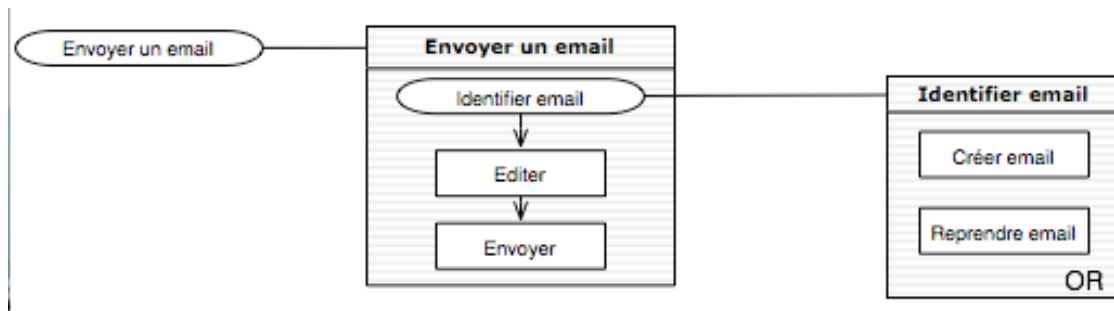 Envoyer un email
Envoyer un email
Identifier email
Editer
Envoyer
Identifier email
Créer email
Reprendre email
OR